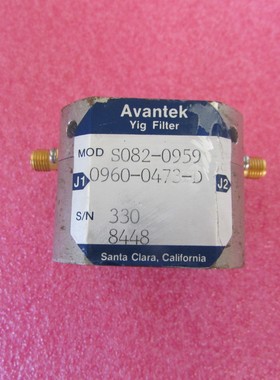 Avantek
Yig Filter
MOD S082-0959
J1 0960-0473-D J2
S/N 330
8448
Santa Clara, California